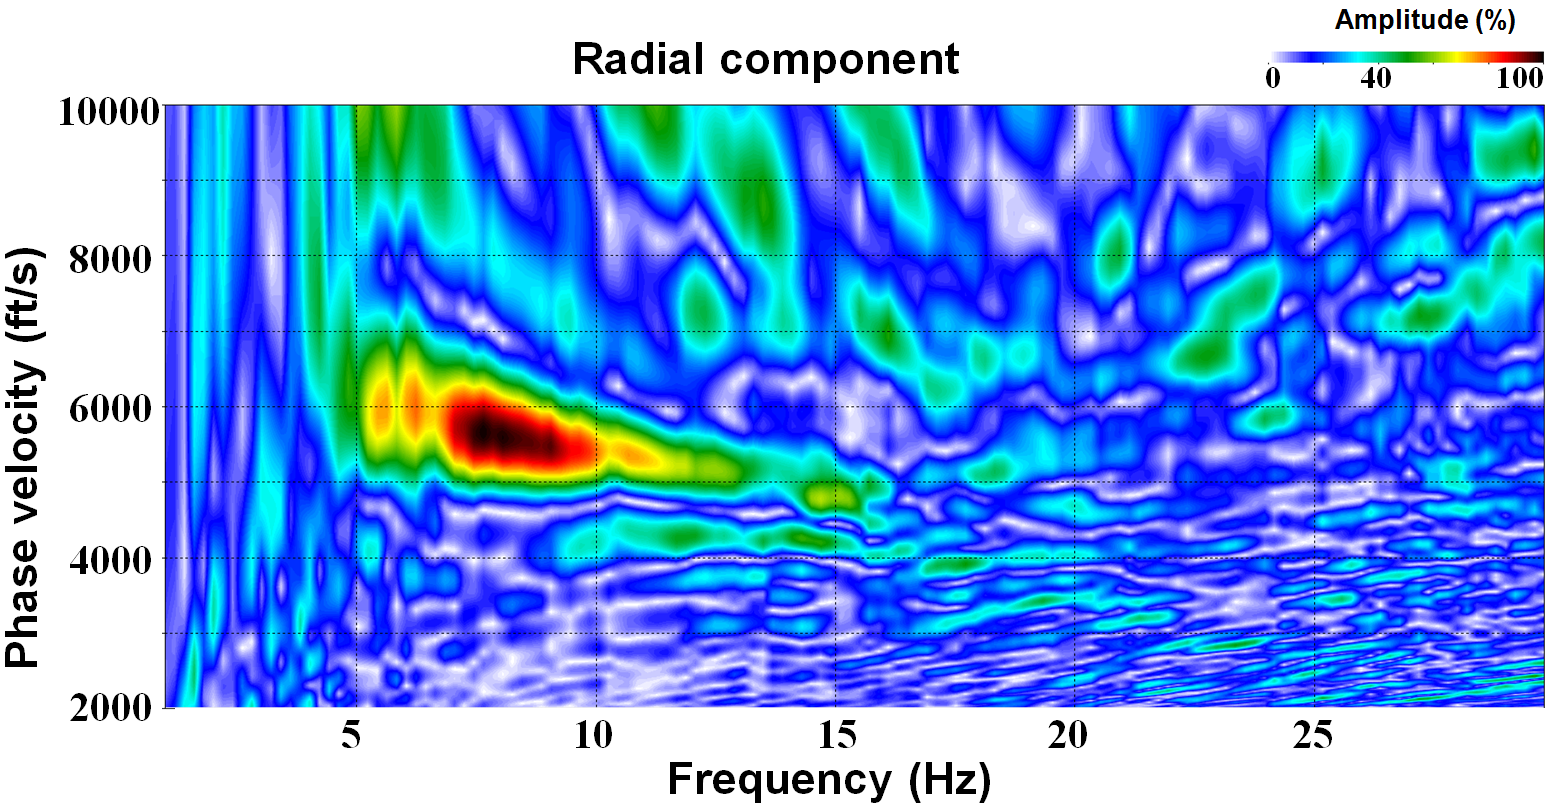 Amplitude (%)
Radial component
0 40 100
10000
8000
6000
4000
2000
Phase velocity (ft/s)
5 10 15 20 25
Frequency (Hz)